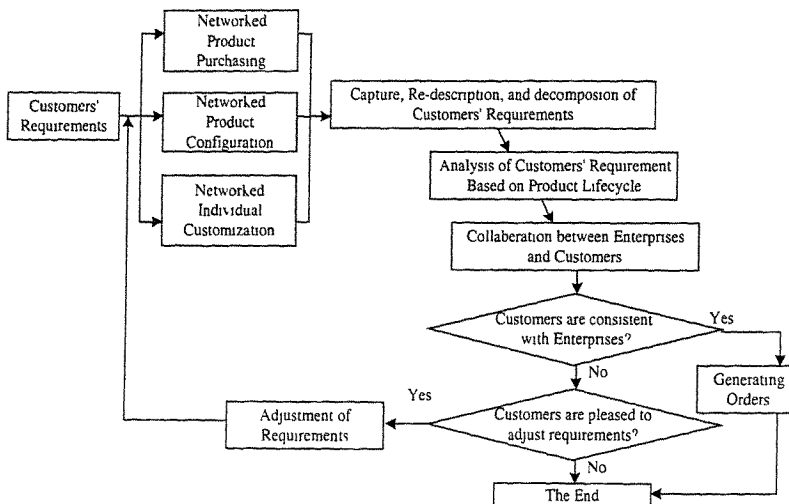 Networked
Product
Purchasing
Customers'
Requirements
Networked
Product
Configuration
Networked
Individual
Customization
Capture, Re-description, and decomposion of
Customers' Requirements
Analysis of Customers' Requirement
Based on Product Lifecycle
Collaberation between Enterprises
and Customers
Customers are consistent
with Enterprises?
Yes
No
Generating
Orders
Customers are pleased to
adjust requirements?
Yes
Adjustment of
Requirements
No
The End